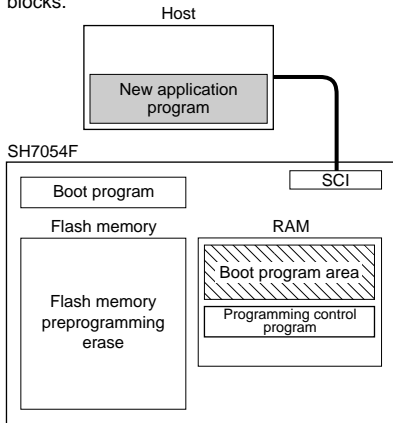 blocks.
Host
New application
program
SH7054F
SCI
Boot program
Flash memory
RAM
Boot program area
Flash memory
preprogramming
erase
Programming control
program